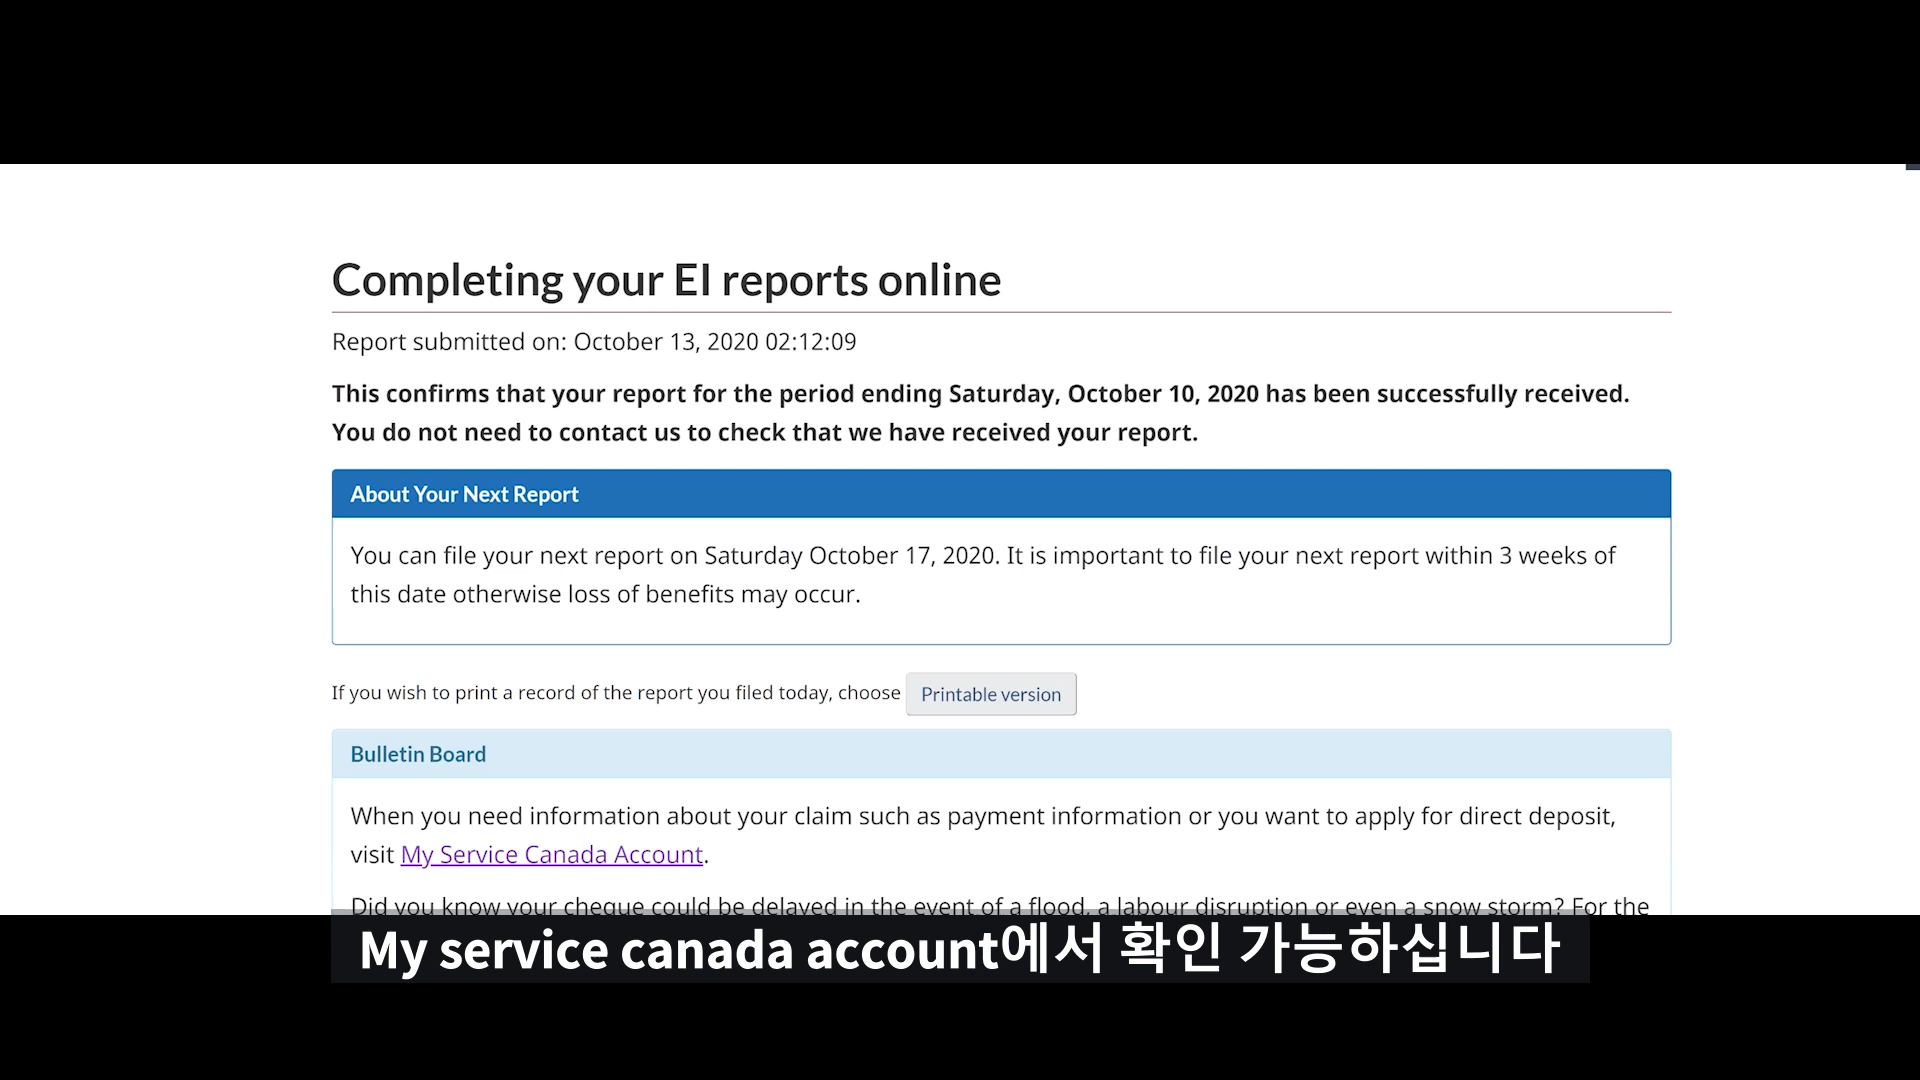 Completing your EI reports online
Report submitted on: October 13, 2020 02:12:09
This confirms that your report for the period ending Saturday, October 10, 2020 has been successfully received.
You do not need to contact us to check that we have received your report.
About Your Next Report
You can file your next report on Saturday October 17, 2020. It is important to file your next report within 3 weeks of
this date otherwise loss of benefits may occur.
If you wish to print a record of the report you filed today, choose Printable version
Bulletin Board
When you need information about your claim such as payment information or you want to apply for direct deposit,
visit My Service Canada Account.
Did you know your cheque could be delayed in the event of a flood, a labour disruption or even a snow storm? For the
My service canada account에서 확인 가능하십니다